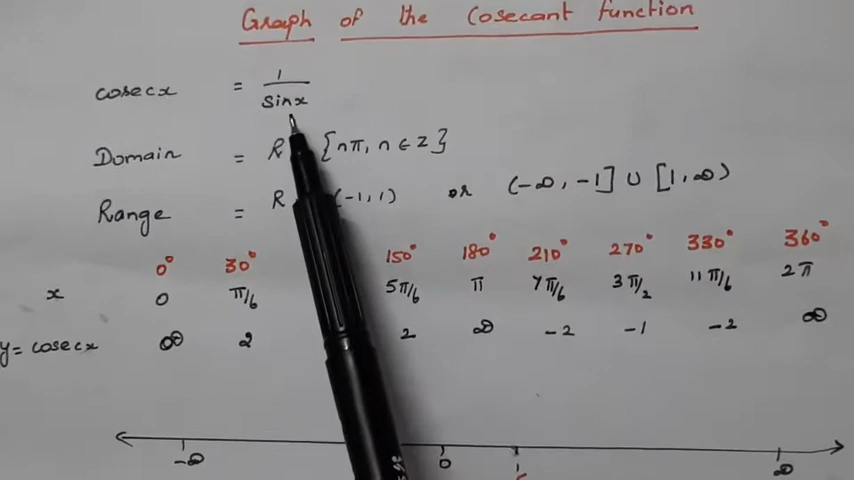 Graph of the Cosecant function
cosecx = 1/sinx
Domain = R {nπ, n ∈ Z}
Range = R (-1, 1) or (-∞, -1] ∪ [1, ∞)
0° 30° 150° 180° 210° 270° 330° 360°
x 0 π/6 5π/6 π 7π/6 3π/2 11π/6 2π
y = cosecx ∞ 2 2 ∞ -2 -1 -2 ∞
-∞ 0 1 ∞